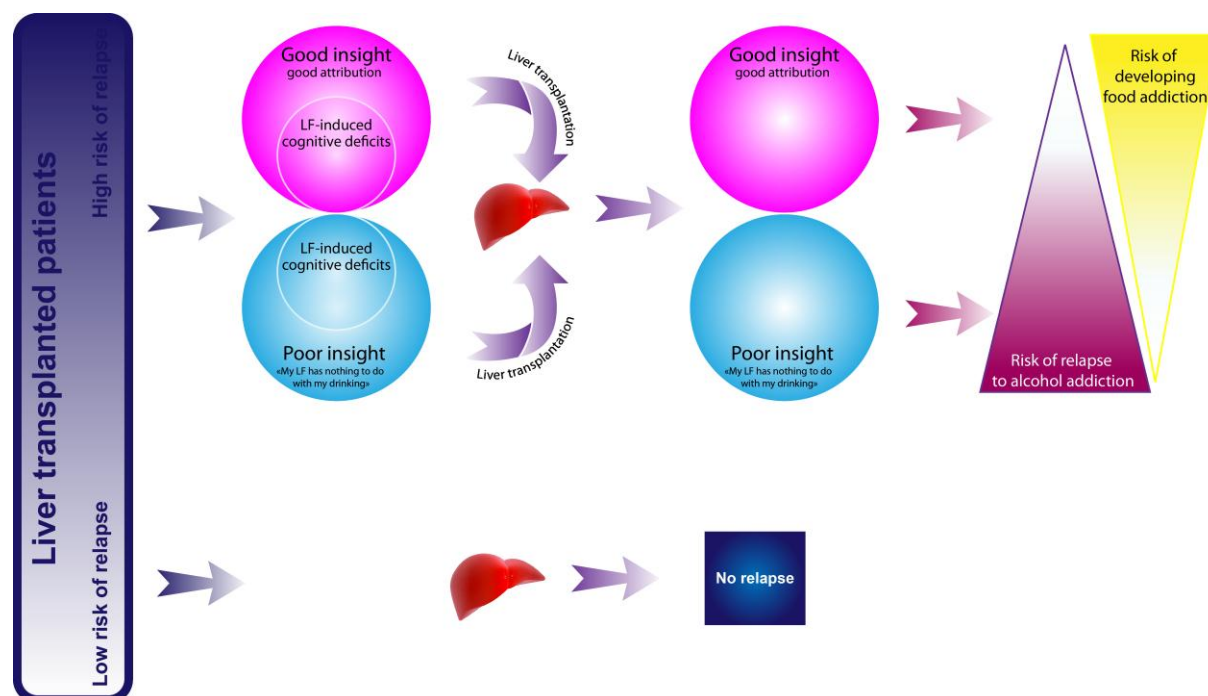 Liver transplanted patients
High risk of relapse
Low risk of relapse
Good insight
good attribution
LF-induced
cognitive deficits
LF-induced
cognitive deficits
Poor insight
«My LF has nothing to do
with my drinking»
Liver transplantation
Liver transplantation
Good insight
good attribution
Poor insight
«My LF has nothing to do
with my drinking»
Risk of
developing
food addiction
Risk of relapse
to alcohol addiction
No relapse